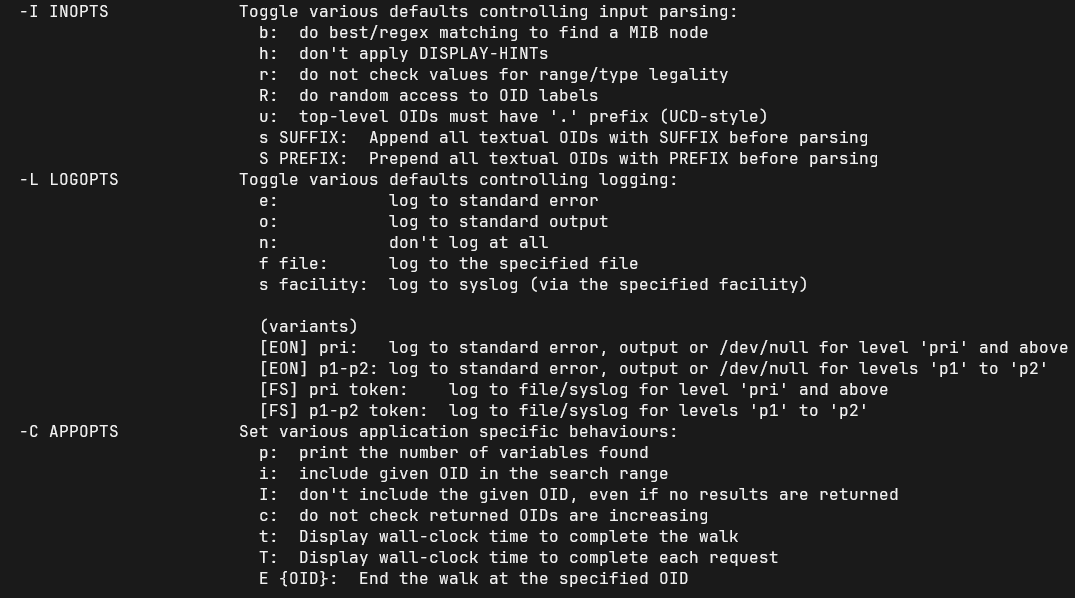 -I INOPTS            Toggle various defaults controlling input parsing:
                        b:  do best/regex matching to find a MIB node
                        h:  don't apply DISPLAY-HINTs
                        r:  do not check values for range/type legality
                        R:  do random access to OID labels
                        u:  top-level OIDs must have '.' prefix (UCD-style)
                        s SUFFIX:  Append all textual OIDs with SUFFIX before parsing
                        S PREFIX:  Prepend all textual OIDs with PREFIX before parsing
-L LOGOPTS            Toggle various defaults controlling logging:
                        e:           log to standard error
                        o:           log to standard output
                        n:           don't log at all
                        f file:      log to the specified file
                        s facility:  log to syslog (via the specified facility)

                        (variants)
                        [EON] pri:   log to standard error, output or /dev/null for level 'pri' and above
                        [EON] p1-p2: log to standard error, output or /dev/null for levels 'p1' to 'p2'
                        [FS] pri token:    log to file/syslog for level 'pri' and above
                        [FS] p1-p2 token:  log to file/syslog for levels 'p1' to 'p2'
-C APPOPTS            Set various application specific behaviours:
                        p:  print the number of variables found
                        i:  include given OID in the search range
                        I:  don't include the given OID, even if no results are returned
                        c:  do not check returned OIDs are increasing
                        t:  Display wall-clock time to complete the walk
                        T:  Display wall-clock time to complete each request
                        E {OID}:  End the walk at the specified OID